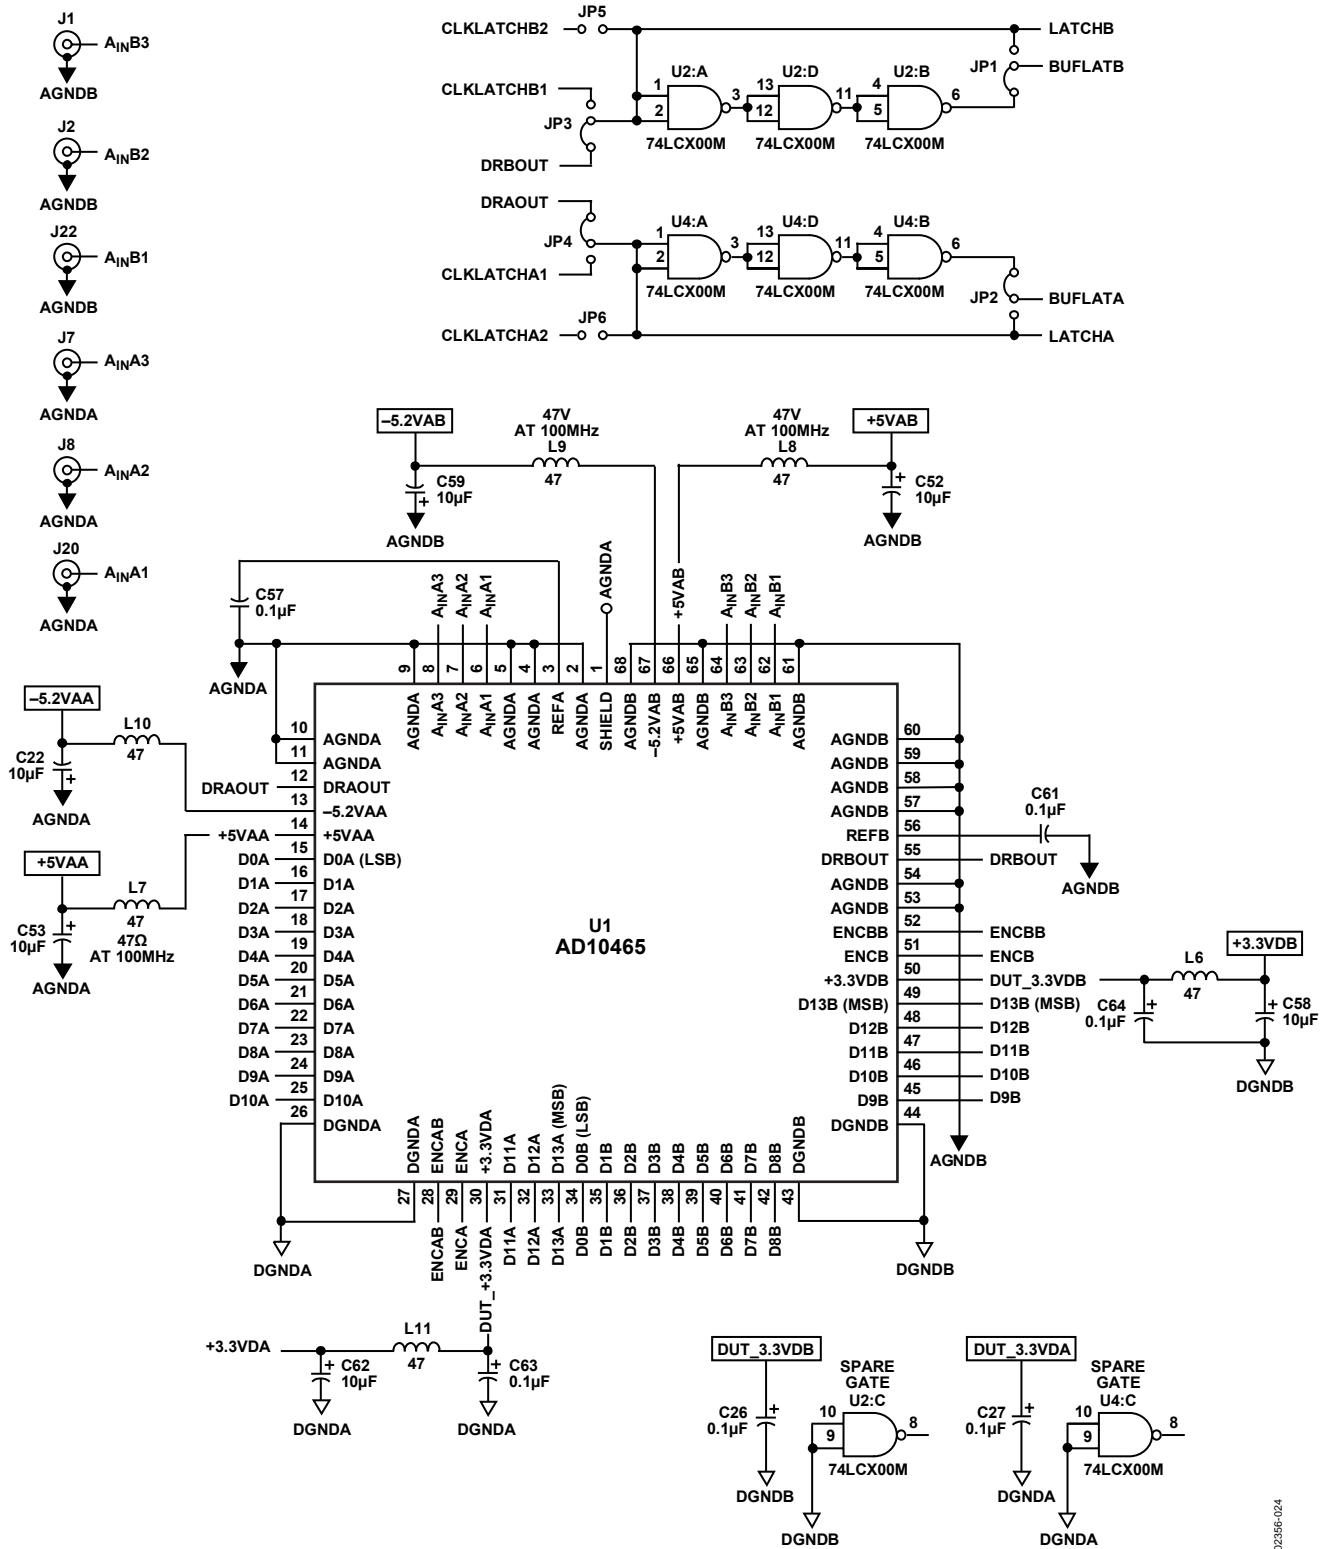 J1
AINB3
AGNDB
J2
AINB2
AGNDB
J22
AINB1
AGNDB
J7
AINA3
AGNDA
J8
AINA2
AGNDA
J20
AINA1
AGNDA
CLKLATCHB2
JP5
LATCHB
CLKLATCHB1
JP3
DRBOUT
1
2
U2:A
3
74LCX00M
13
12
U2:D
11
74LCX00M
4
5
U2:B
6
74LCX00M
JP1
BUFLATB
DRAOUT
JP4
CLKLATCHA1
1
2
U4:A
3
74LCX00M
13
12
U4:D
11
74LCX00M
4
5
U4:B
6
74LCX00M
JP2
BUFLATA
CLKLATCHA2
JP6
LATCHA
–5.2VAB
47V
AT 100MHz
L9
47
C59
10µF
+
AGNDB
47V
AT 100MHz
L8
47
+5VAB
+
C52
10µF
AGNDB
C57
0.1µF
AGNDA
AINA3
AINA2
AINA1
AGNDA
+5VAB
AINB3
AINB2
AINB1
9
8
7
6
5
4
3
2
1
68
67
66
65
64
63
62
61
AGNDA
AINA3
AINA2
AINA1
AGNDA
AGNDA
REFA
AGNDA
SHIELD
AGNDB
–5.2VAB
+5VAB
AGNDB
AINB3
AINB2
AINB1
AGNDB
–5.2VAA
L10
47
C22
10µF
+
AGNDA
+5VAA
L7
47
47Ω
AT 100MHz
C53
10µF
+
AGNDA
10 AGNDA
11 AGNDA
DRAOUT 12 DRAOUT
13 –5.2VAA
+5VAA 14 +5VAA
D0A 15 D0A (LSB)
D1A 16 D1A
D2A 17 D2A
D3A 18 D3A
D4A 19 D4A
D5A 20 D5A
D6A 21 D6A
D7A 22 D7A
D8A 23 D8A
D9A 24 D9A
D10A 25 D10A
26 DGNDA
U1
AD10465
AGNDB 60
AGNDB 59
AGNDB 58
AGNDB 57
REFB 56
DRBOUT 55 DRBOUT
AGNDB 54
AGNDB 53
ENCBB 52 ENCBB
ENCB 51 ENCB
+3.3VDB 50 DUT_3.3VDB
D13B (MSB) 49 D13B (MSB)
D12B 48 D12B
D11B 47 D11B
D10B 46 D10B
D9B 45 D9B
DGNDB 44
C61
0.1µF
AGNDB
+3.3VDB
L6
47
C64
0.1µF
+
+
C58
10µF
DGNDB
AGNDB
DGNDA
ENCAB
ENCA
+3.3VDA
D11A
D12A
D13A (MSB)
D0B (LSB)
D1B
D2B
D3B
D4B
D5B
D6B
D7B
D8B
DGNDB
27
28
29
30
31
32
33
34
35
36
37
38
39
40
41
42
43
ENCAB
ENCA
DUT_+3.3VDA
D11A
D12A
D13A
D0B
D1B
D2B
D3B
D4B
D5B
D6B
D7B
D8B
DGNDA
DGNDB
+3.3VDA
L11
47
+
C62
10µF
DGNDA
+
C63
0.1µF
DGNDA
DUT_3.3VDB
C26
0.1µF
+
DGNDB
SPARE
GATE
U2:C
10
9
8
74LCX00M
DGNDB
DUT_3.3VDA
C27
0.1µF
+
DGNDA
SPARE
GATE
U4:C
10
9
8
74LCX00M
DGNDA
02356-024